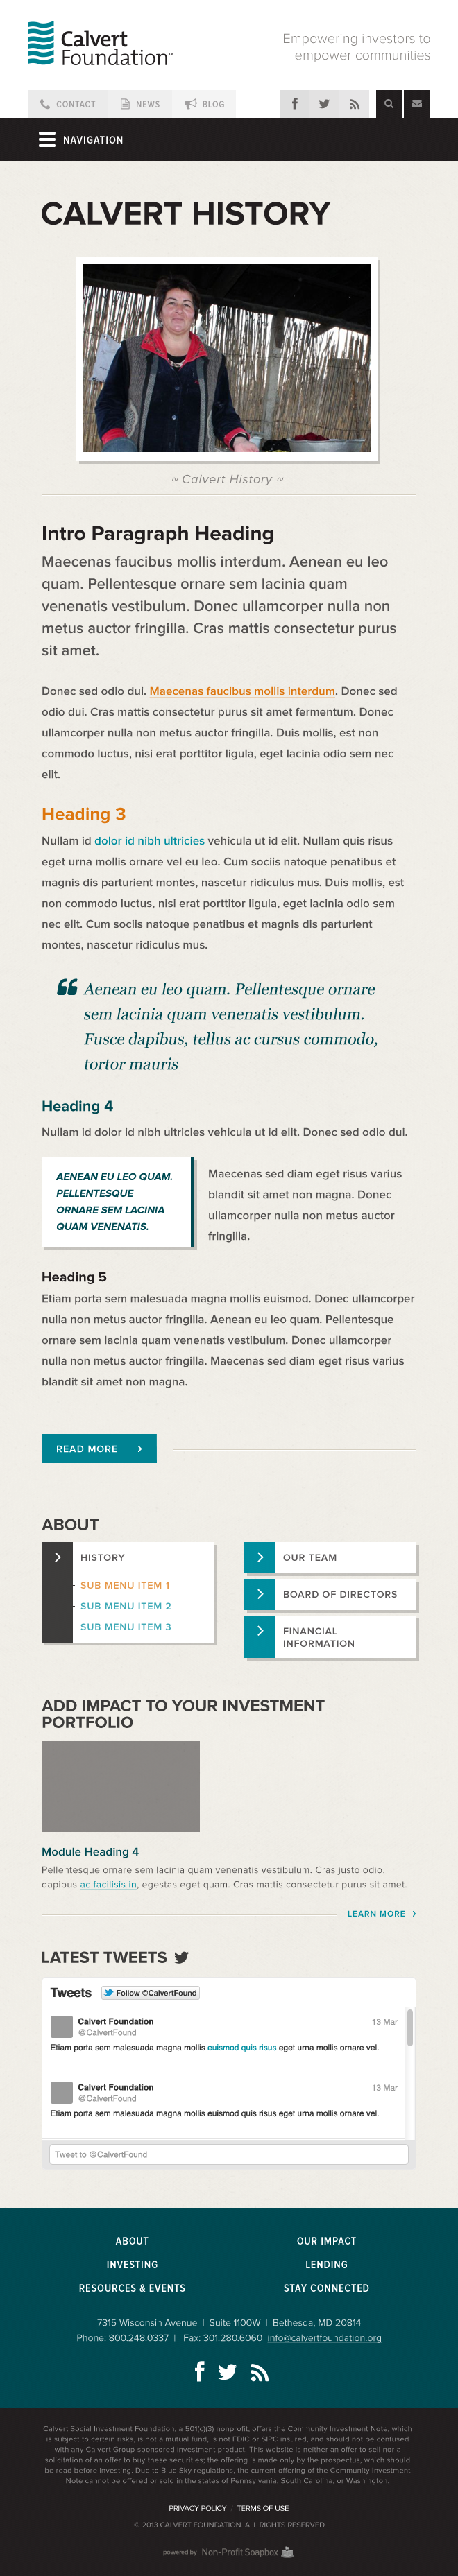 Calvert
Foundation™
Empowering investors to
empower communities
CONTACT
NEWS
BLOG
NAVIGATION
CALVERT HISTORY
~ Calvert History ~
Intro Paragraph Heading
Maecenas faucibus mollis interdum. Aenean eu leo
quam. Pellentesque ornare sem lacinia quam
venenatis vestibulum. Donec ullamcorper nulla non
metus auctor fringilla. Cras mattis consectetur purus
sit amet.
Donec sed odio dui. Maecenas faucibus mollis interdum. Donec sed
odio dui. Cras mattis consectetur purus sit amet fermentum. Donec
ullamcorper nulla non metus auctor fringilla. Duis mollis, est non
commodo luctus, nisi erat porttitor ligula, eget lacinia odio sem nec
elit.
Heading 3
Nullam id dolor id nibh ultricies vehicula ut id elit. Nullam quis risus
eget urna mollis ornare vel eu leo. Cum sociis natoque penatibus et
magnis dis parturient montes, nascetur ridiculus mus. Duis mollis, est
non commodo luctus, nisi erat porttitor ligula, eget lacinia odio sem
nec elit. Cum sociis natoque penatibus et magnis dis parturient
montes, nascetur ridiculus mus.
“ Aenean eu leo quam. Pellentesque ornare
sem lacinia quam venenatis vestibulum.
Fusce dapibus, tellus ac cursus commodo,
tortor mauris
Heading 4
Nullam id dolor id nibh ultricies vehicula ut id elit. Donec sed odio dui.
AENEAN EU LEO QUAM.
PELLENTESQUE
ORNARE SEM LACINIA
QUAM VENENATIS.
Maecenas sed diam eget risus varius
blandit sit amet non magna. Donec
ullamcorper nulla non metus auctor
fringilla.
Heading 5
Etiam porta sem malesuada magna mollis euismod. Donec ullamcorper
nulla non metus auctor fringilla. Aenean eu leo quam. Pellentesque
ornare sem lacinia quam venenatis vestibulum. Donec ullamcorper
nulla non metus auctor fringilla. Maecenas sed diam eget risus varius
blandit sit amet non magna.
READ MORE
ABOUT
HISTORY
SUB MENU ITEM 1
SUB MENU ITEM 2
SUB MENU ITEM 3
OUR TEAM
BOARD OF DIRECTORS
FINANCIAL
INFORMATION
ADD IMPACT TO YOUR INVESTMENT
PORTFOLIO
Module Heading 4
Pellentesque ornare sem lacinia quam venenatis vestibulum. Cras justo odio,
dapibus ac facilisis in, egestas eget quam. Cras mattis consectetur purus sit amet.
LEARN MORE
LATEST TWEETS
Tweets
Follow @CalvertFound
Calvert Foundation
13 Mar
@CalvertFound
Etiam porta sem malesuada magna mollis euismod quis risus eget urna mollis ornare vel.
Calvert Foundation
13 Mar
@CalvertFound
Etiam porta sem malesuada magna mollis euismod quis risus eget urna mollis ornare vel.
Tweet to @CalvertFound
ABOUT
OUR IMPACT
INVESTING
LENDING
RESOURCES & EVENTS
STAY CONNECTED
7315 Wisconsin Avenue | Suite 1100W | Bethesda, MD 20814
Phone: 800.248.0337 | Fax: 301.280.6060 info@calvertfoundation.org
Calvert Social Investment Foundation, a 501(c)(3) nonprofit, offers the Community Investment Note, which
is subject to certain risks, is not a mutual fund, is not FDIC or SIPC insured, and should not be confused
with any Calvert Group-sponsored investment product. This website is neither an offer to sell nor a
solicitation of an offer to buy these securities; the offering is made only by the prospectus, which should
be read before investing. Due to Blue Sky regulations, the current offering of the Community Investment
Note cannot be offered or sold in the states of Pennsylvania, South Carolina, or Washington.
PRIVACY POLICY / TERMS OF USE
© 2013 CALVERT FOUNDATION. ALL RIGHTS RESERVED
powered by Non-Profit Soapbox